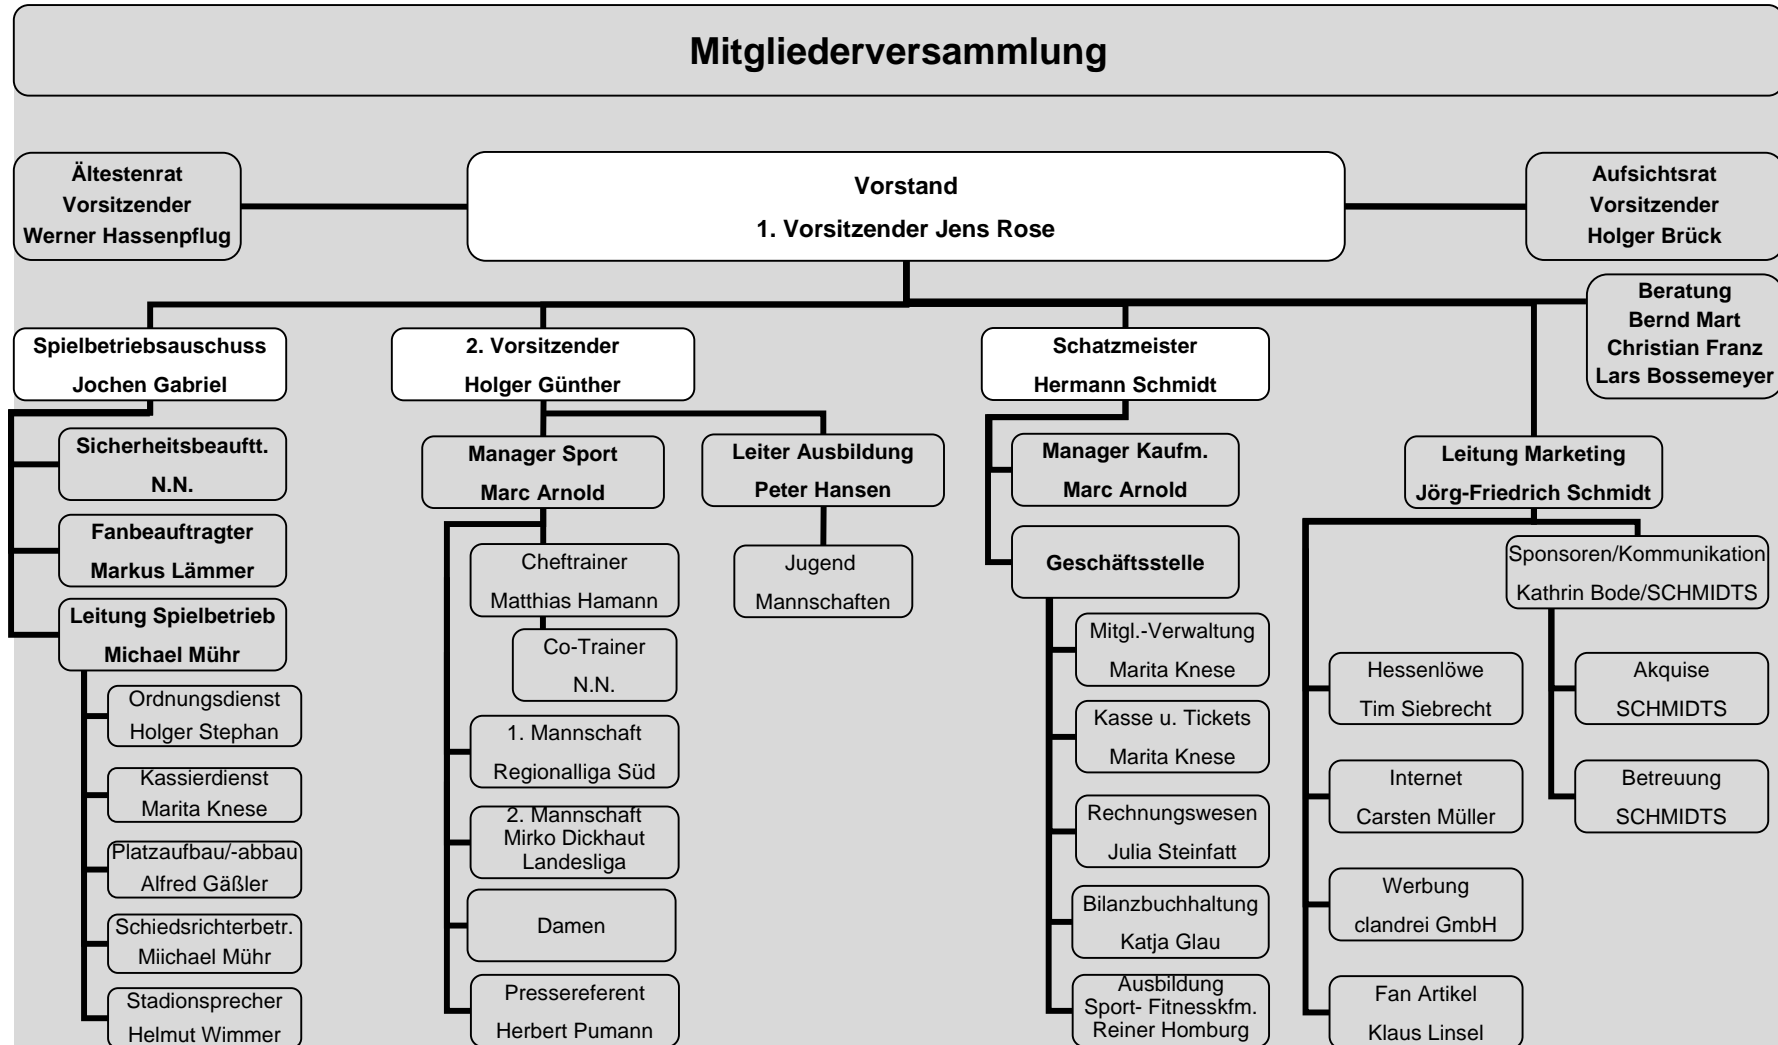 Mitgliederversammlung
Ältestenrat
Vorsitzender
Werner Hassenpflug
Vorstand
1. Vorsitzender Jens Rose
Aufsichtsrat
Vorsitzender
Holger Brück
Beratung
Bernd Mart
Christian Franz
Lars Bossemeyer
Spielbetriebsauschuss
Jochen Gabriel
2. Vorsitzender
Holger Günther
Schatzmeister
Hermann Schmidt
Sicherheitsbeauftt.
N.N.
Fanbeauftragter
Markus Lämmer
Leitung Spielbetrieb
Michael Mühr
Ordnungsdienst
Holger Stephan
Kassierdienst
Marita Knese
Platzaufbau/-abbau
Alfred Gäßler
Schiedsrichterbetr.
Miichael Mühr
Stadionsprecher
Helmut Wimmer
Manager Sport
Marc Arnold
Cheftrainer
Matthias Hamann
Co-Trainer
N.N.
1. Mannschaft
Regionalliga Süd
2. Mannschaft
Mirko Dickhaut
Landesliga
Damen
Pressereferent
Herbert Pumann
Leiter Ausbildung
Peter Hansen
Jugend
Mannschaften
Manager Kaufm.
Marc Arnold
Geschäftsstelle
Mitgl.-Verwaltung
Marita Knese
Kasse u. Tickets
Marita Knese
Rechnungswesen
Julia Steinfatt
Bilanzbuchhaltung
Katja Glau
Ausbildung
Sport- Fitnesskfm.
Reiner Homburg
Leitung Marketing
Jörg-Friedrich Schmidt
Hessenlöwe
Tim Siebrecht
Internet
Carsten Müller
Werbung
clandrei GmbH
Fan Artikel
Klaus Linsel
Sponsoren/Kommunikation
Kathrin Bode/SCHMIDTS
Akquise
SCHMIDTS
Betreuung
SCHMIDTS